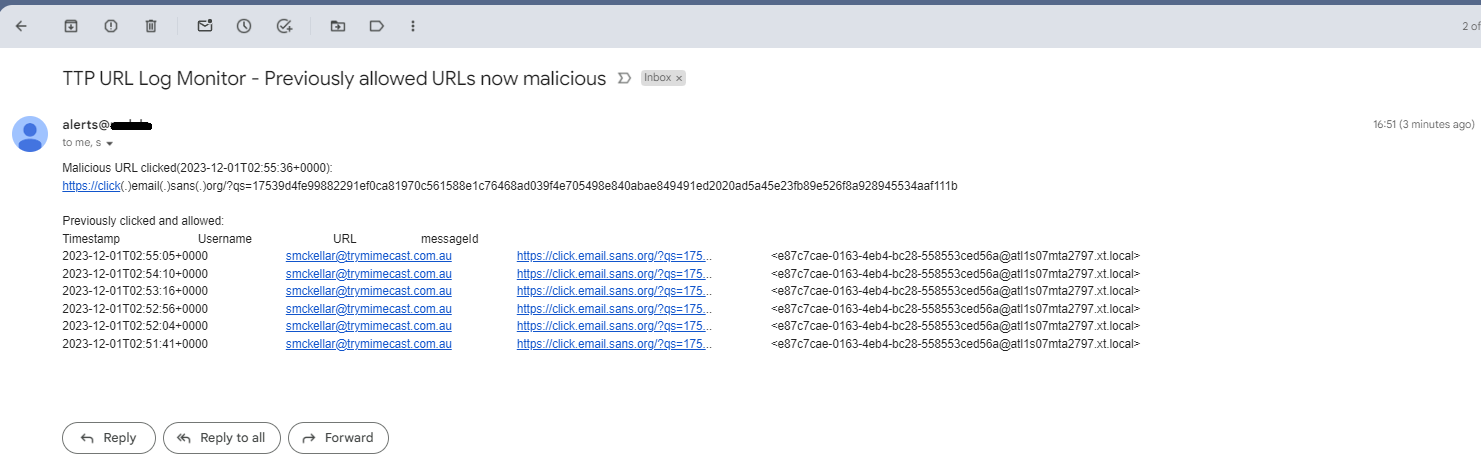 2 of
TTP URL Log Monitor - Previously allowed URLs now malicious Inbox ×
alerts@
16:51 (3 minutes ago)
to me, s
Malicious URL clicked(2023-12-01T02:55:36+0000):
https://click(.)email(.)sans(.)org/?qs=17539d4fe99882291ef0ca81970c561588e1c76468ad039f4e705498e840abae849491ed2020ad5a45e23fb89e526f8a928945534aaf111b
Previously clicked and allowed:
Timestamp Username URL messageId
2023-12-01T02:55:05+0000 smckellar@trymimecast.com.au https://click.email.sans.org/?qs=175... <e87c7cae-0163-4eb4-bc28-558553ced56a@atl1s07mta2797.xt.local>
2023-12-01T02:54:10+0000 smckellar@trymimecast.com.au https://click.email.sans.org/?qs=175... <e87c7cae-0163-4eb4-bc28-558553ced56a@atl1s07mta2797.xt.local>
2023-12-01T02:53:16+0000 smckellar@trymimecast.com.au https://click.email.sans.org/?qs=175... <e87c7cae-0163-4eb4-bc28-558553ced56a@atl1s07mta2797.xt.local>
2023-12-01T02:52:56+0000 smckellar@trymimecast.com.au https://click.email.sans.org/?qs=175... <e87c7cae-0163-4eb4-bc28-558553ced56a@atl1s07mta2797.xt.local>
2023-12-01T02:52:04+0000 smckellar@trymimecast.com.au https://click.email.sans.org/?qs=175... <e87c7cae-0163-4eb4-bc28-558553ced56a@atl1s07mta2797.xt.local>
2023-12-01T02:51:41+0000 smckellar@trymimecast.com.au https://click.email.sans.org/?qs=175... <e87c7cae-0163-4eb4-bc28-558553ced56a@atl1s07mta2797.xt.local>
Reply Reply to all Forward